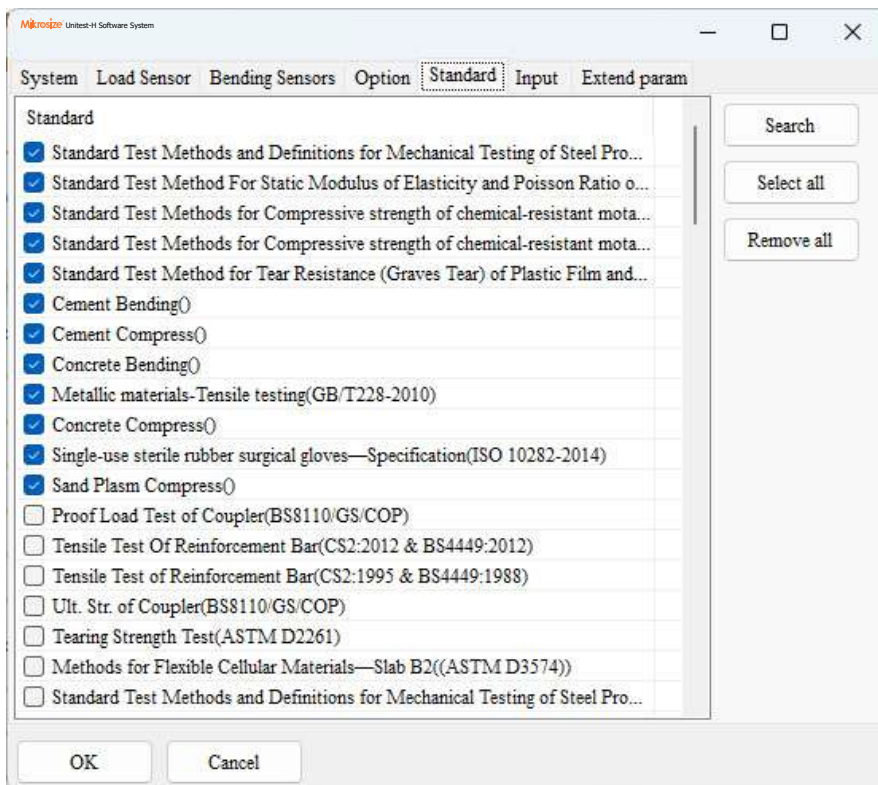 Mikrosize Unitest-H Software System
System Load Sensor Bending Sensors Option Standard Input Extend param
Standard
Standard Test Methods and Definitions for Mechanical Testing of Steel Pro...
Standard Test Method For Static Modulus of Elasticity and Poisson Ratio o...
Standard Test Methods for Compressive strength of chemical-resistant mota...
Standard Test Methods for Compressive strength of chemical-resistant mota...
Standard Test Method for Tear Resistance (Graves Tear) of Plastic Film and...
Cement Bending()
Cement Compress()
Concrete Bending()
Metallic materials-Tensile testing(GB/T228-2010)
Concrete Compress()
Single-use sterile rubber surgical gloves—Specification(ISO 10282-2014)
Sand Plasm Compress()
Proof Load Test of Coupler(BS8110/GS/COP)
Tensile Test Of Reinforcement Bar(CS2:2012 & BS4449:2012)
Tensile Test of Reinforcement Bar(CS2:1995 & BS4449:1988)
Ult. Str. of Coupler(BS8110/GS/COP)
Tearing Strength Test(ASTM D2261)
Methods for Flexible Cellular Materials—Slab B2((ASTM D3574))
Standard Test Methods and Definitions for Mechanical Testing of Steel Pro...
Search
Select all
Remove all
OK Cancel